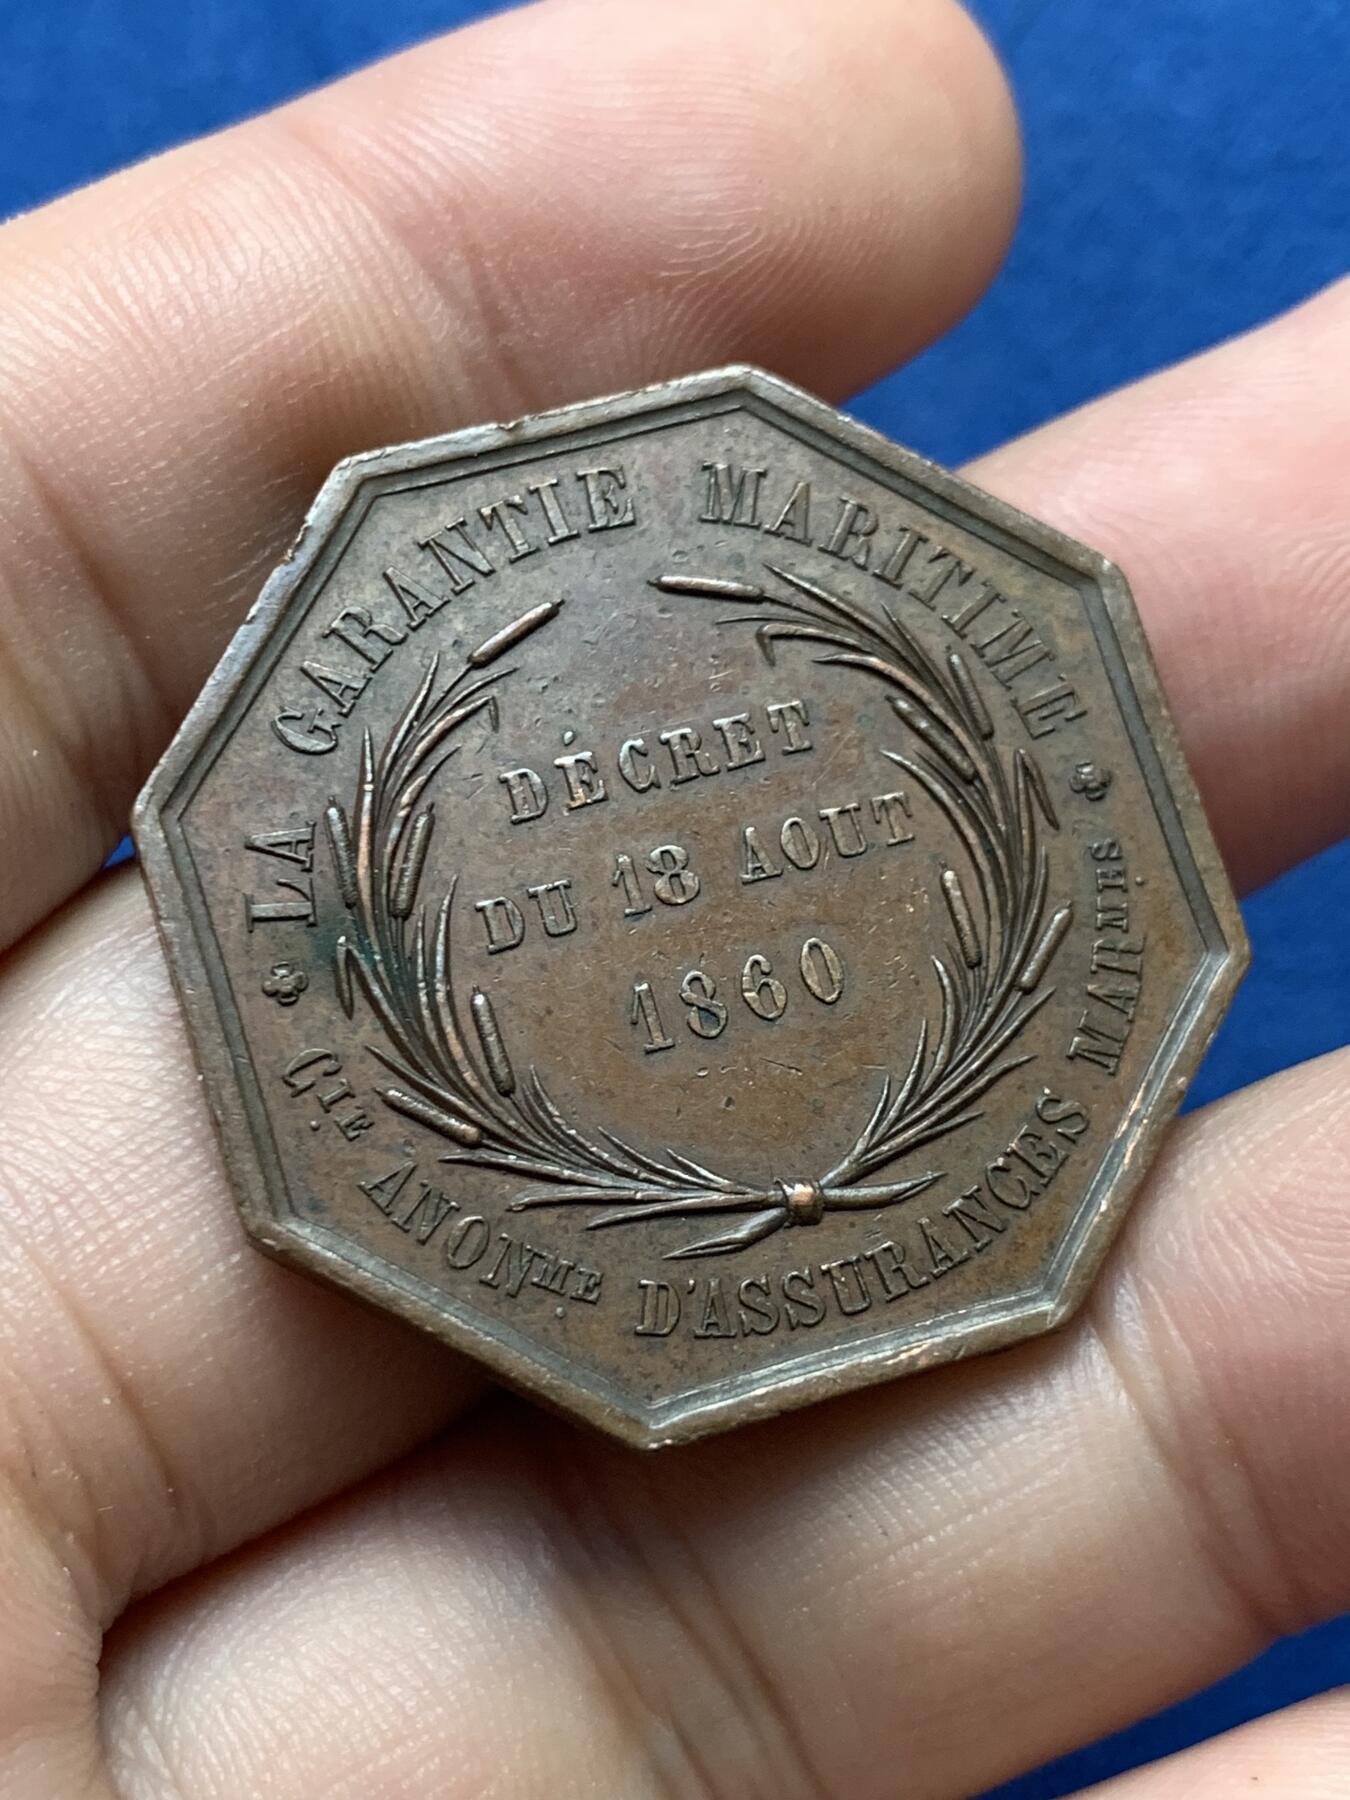 LA GARANTIE MARITIME
DÉCRET
DU 18 AOUT
1860
CIE ANONME D'ASSURANCES MARMES